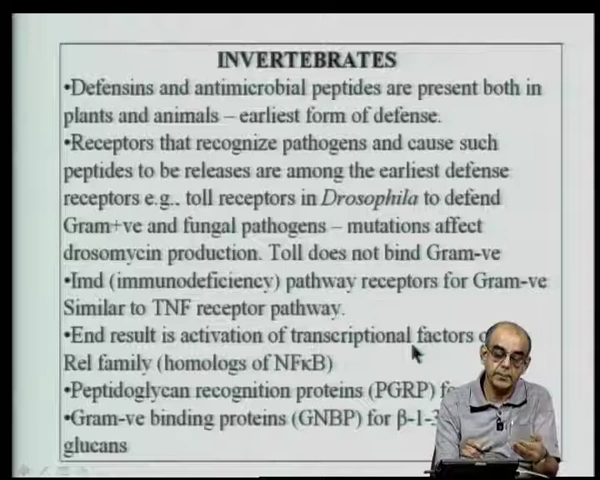 INVERTEBRATES
•Defensins and antimicrobial peptides are present both in
plants and animals – earliest form of defense.
•Receptors that recognize pathogens and cause such
peptides to be releases are among the earliest defense
receptors e.g., toll receptors in Drosophila to defend
Gram+ve and fungal pathogens – mutations affect
drosomycin production. Toll does not bind Gram-ve
•Imd (immunodeficiency) pathway receptors for Gram-ve
Similar to TNF receptor pathway.
•End result is activation of transcriptional factors
Rel family (homologs of NFκB)
•Peptidoglycan recognition proteins (PGRP)
•Gram-ve binding proteins (GNBP) for β-1-3
glucans